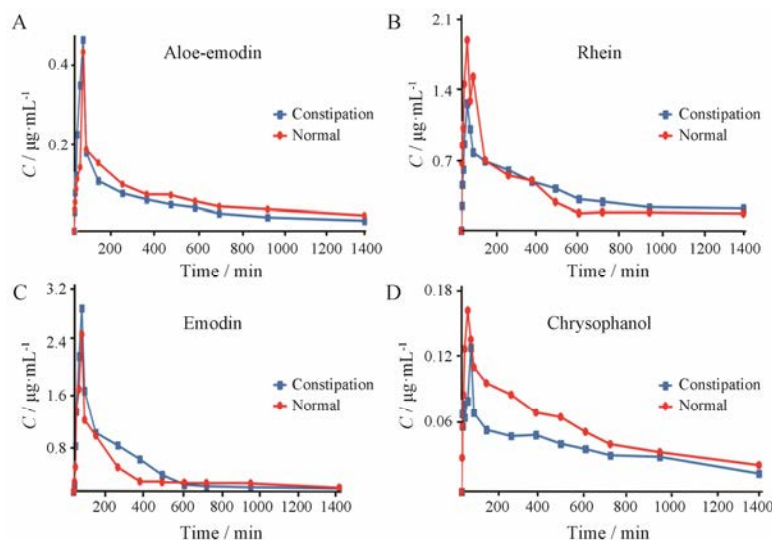 A
Aloe-emodin
0.4
0.2
C / μg·mL⁻¹
Constipation
Normal
200 400 600 800 1000 1200 1400
Time / min
B
Rhein
2.1
1.4
0.7
C / μg·mL⁻¹
Constipation
Normal
200 400 600 800 1000 1200 1400
Time / min
C
Emodin
3.2
2.4
1.6
0.8
C / μg·mL⁻¹
Constipation
Normal
200 400 600 800 1000 1200 1400
Time / min
D
Chrysophanol
0.18
0.12
0.06
C / μg·mL⁻¹
Constipation
Normal
200 400 600 800 1000 1200 1400
Time / min